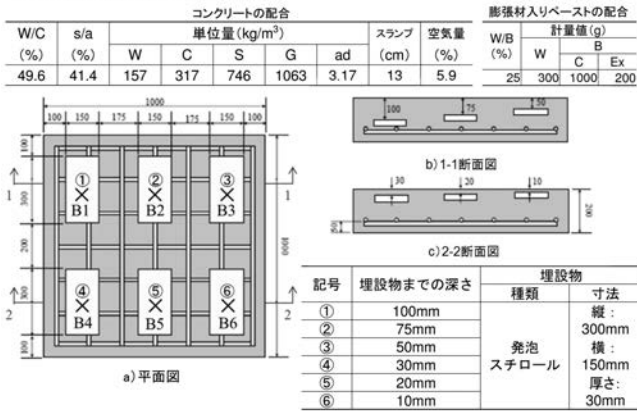 コンクリートの配合
W/C (%) s/a (%) 単位量(kg/m³) スランプ (cm) 空気量 (%)
W C S G ad
49.6 41.4 157 317 746 1063 3.17 13 5.9
膨張材入りペーストの配合
W/B (%) 計量値(g)
W B
C Ex
25 300 1000 200
1000
100 150 175 150 175 150 100
100
300
200
300
100
1000
① ② ③
B1 B2 B3
1 1
④ ⑤ ⑥
B4 B5 B6
2 2
a)平面図
100 75 50
b)1-1断面図
30 20 10
200
50
c)2-2断面図
記号 埋設物までの深さ 埋設物
種類 寸法
① 100mm
② 75mm
③ 50mm
④ 30mm
⑤ 20mm
⑥ 10mm
発泡
スチロール
縦:
300mm
横:
150mm
厚さ:
30mm